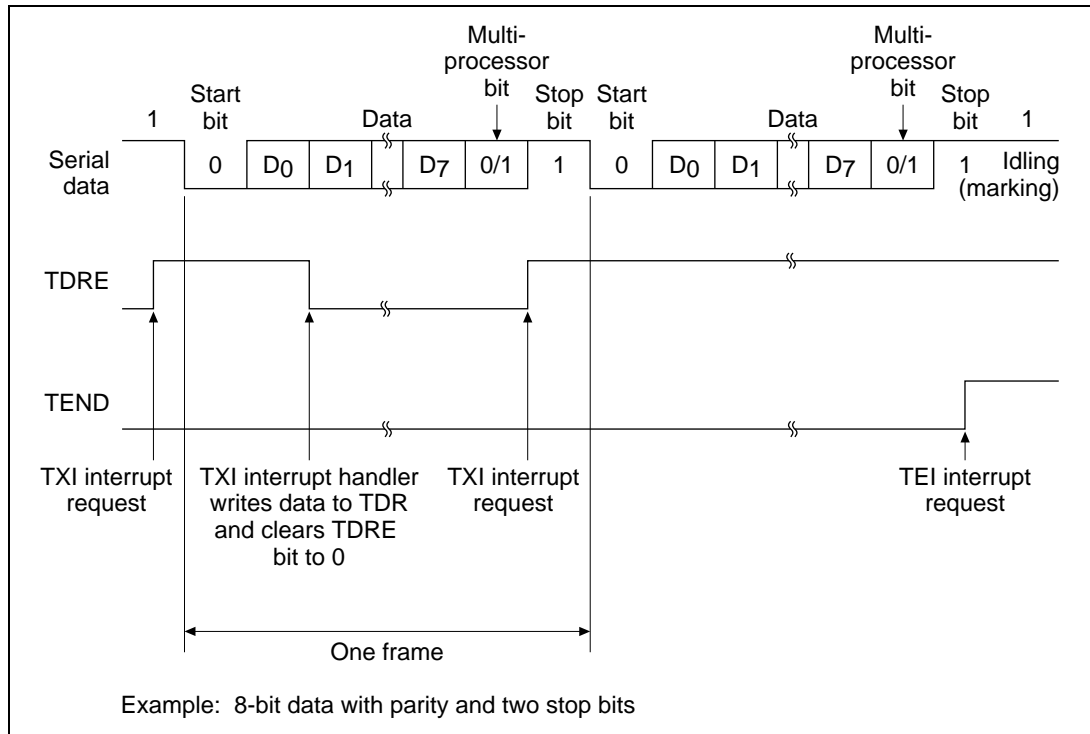 Multi-
processor
bit
Multi-
processor
bit
1
Start
bit
Data
Stop
bit
Start
bit
Data
Stop
bit
1
Serial
data
0 D0 D1 D7 0/1 1 0 D0 D1 D7 0/1 1 Idling
(marking)
TDRE
TEND
TXI interrupt
request
TXI interrupt handler
writes data to TDR
and clears TDRE
bit to 0
TXI interrupt
request
TEI interrupt
request
One frame
Example: 8-bit data with parity and two stop bits